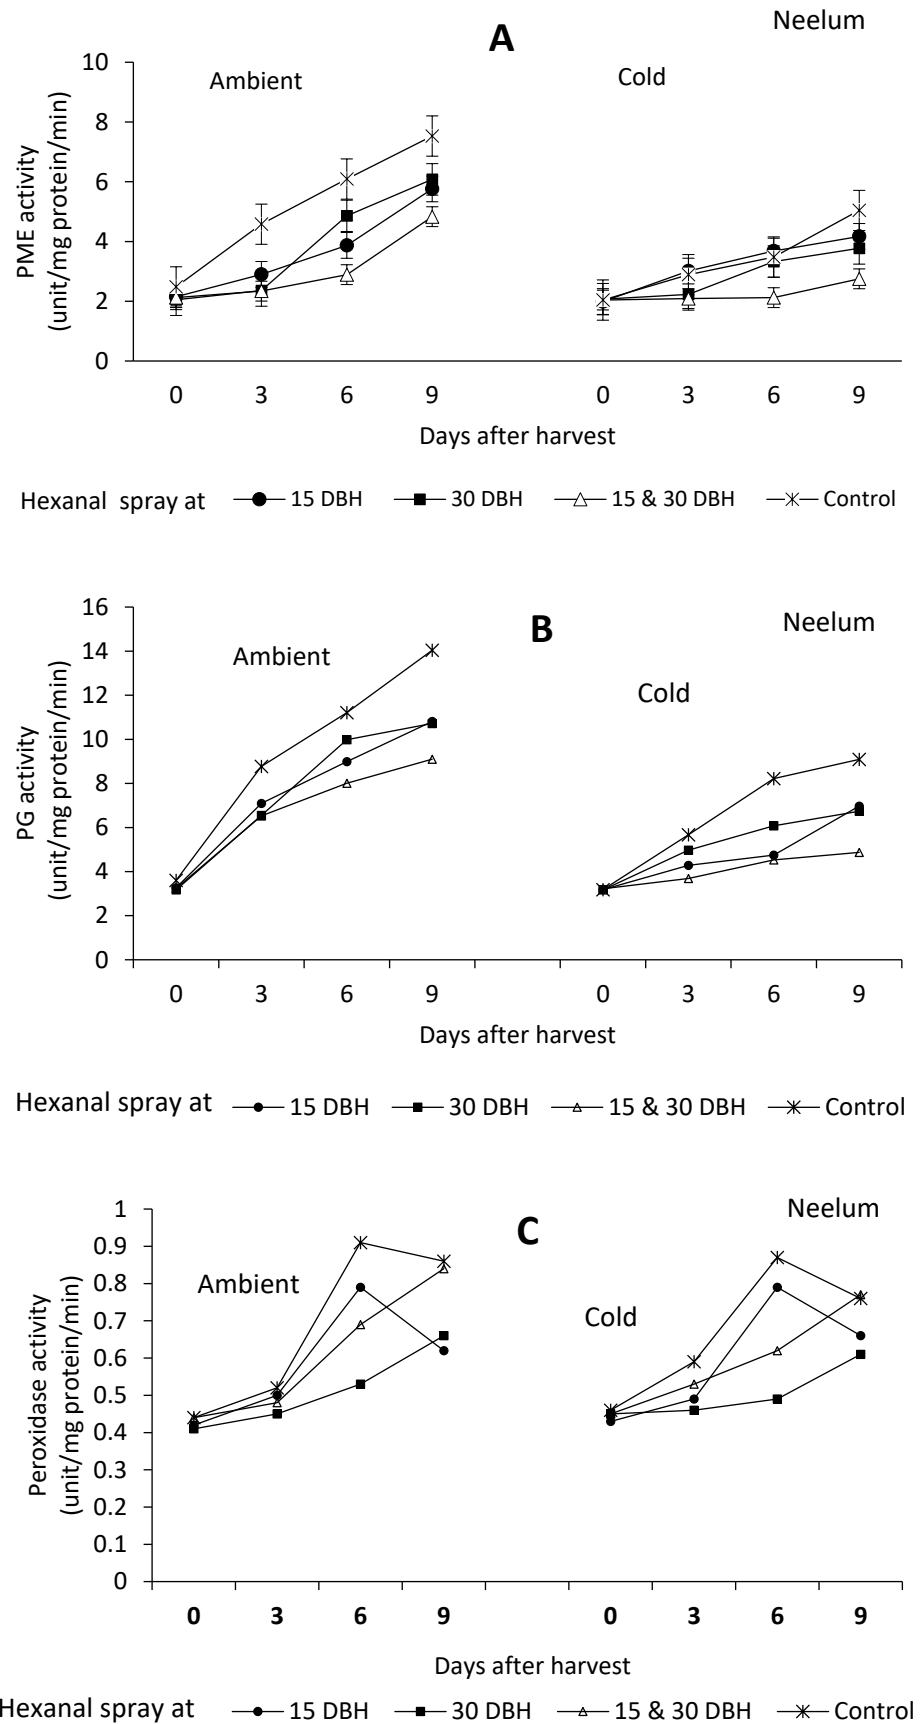 Neelum
A
Ambient
Cold
PME activity
(unit/mg protein/min)
10
8
6
4
2
0
0 3 6 9 0 3 6 9
Days after harvest
Hexanal spray at 15 DBH 30 DBH 15 & 30 DBH Control
Neelum
B
Ambient
Cold
PG activity
(unit/mg protein/min)
16
14
12
10
8
6
4
2
0
0 3 6 9 0 3 6 9
Days after harvest
Hexanal spray at 15 DBH 30 DBH 15 & 30 DBH Control
Neelum
C
Ambient
Cold
Peroxidase activity
(unit/mg protein/min)
1
0.9
0.8
0.7
0.6
0.5
0.4
0.3
0.2
0.1
0
0 3 6 9 0 3 6 9
Days after harvest
Hexanal spray at 15 DBH 30 DBH 15 & 30 DBH Control